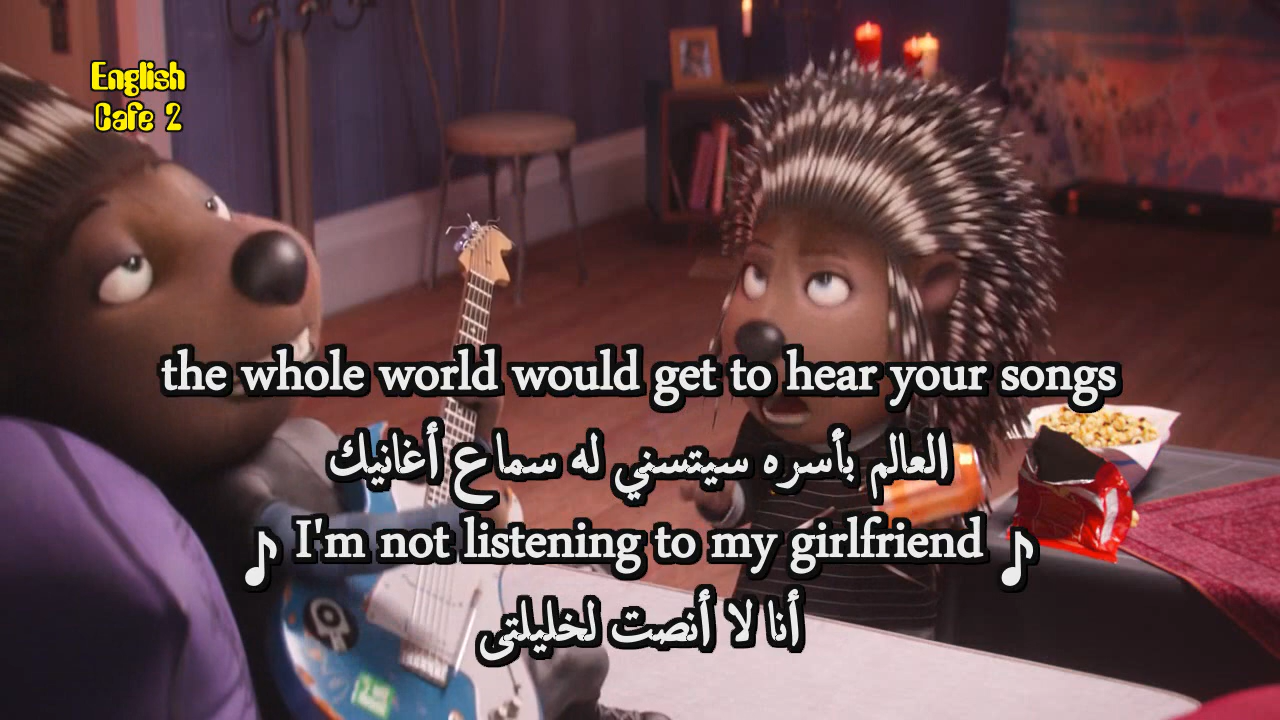 English
Cafe 2
the whole world would get to hear your songs
العالم بأسره سيتسني له سماع أغانيك
♪ I'm not listening to my girlfriend ♪
أنا لا أنصت لخليلتى